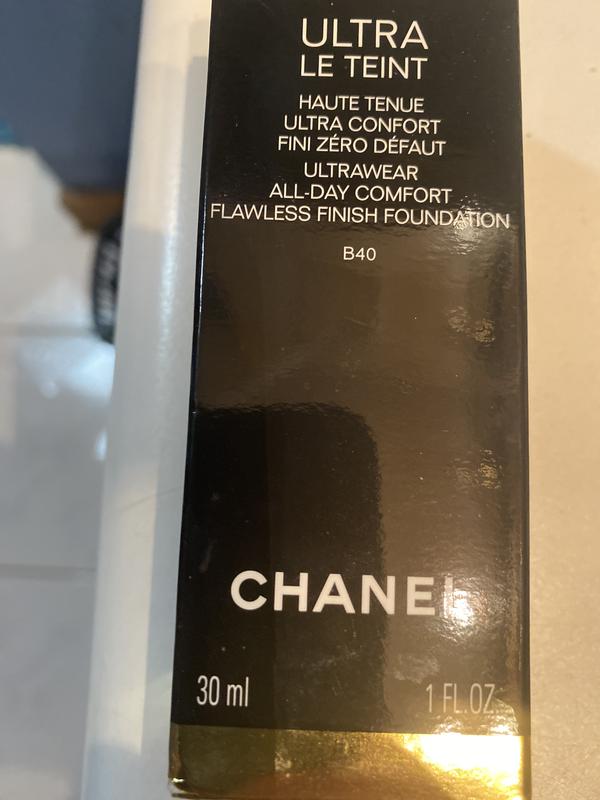 ULTRA
LE TEINT
HAUTE TENUE
ULTRA CONFORT
FINI ZÉRO DÉFAUT
ULTRAWEAR
ALL-DAY COMFORT
FLAWLESS FINISH FOUNDATION
B40
CHANEL
30 ml 1 FL.OZ.